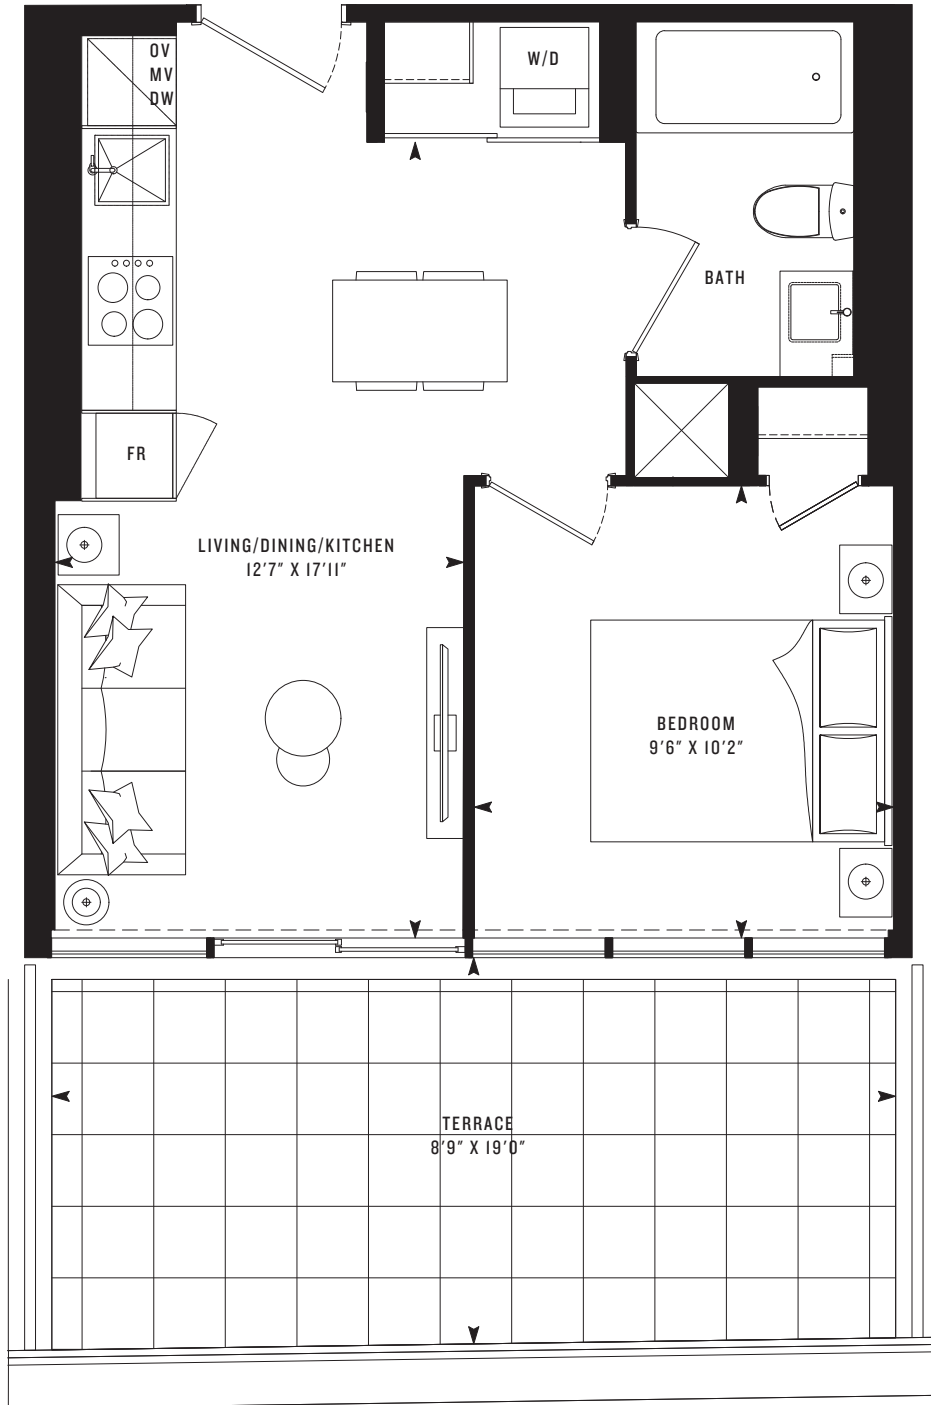 OV
MV
DW
W/D
BATH
FR
LIVING/DINING/KITCHEN
12'7" X 17'11"
BEDROOM
9'6" X 10'2"
TERRACE
8'9" X 19'0"